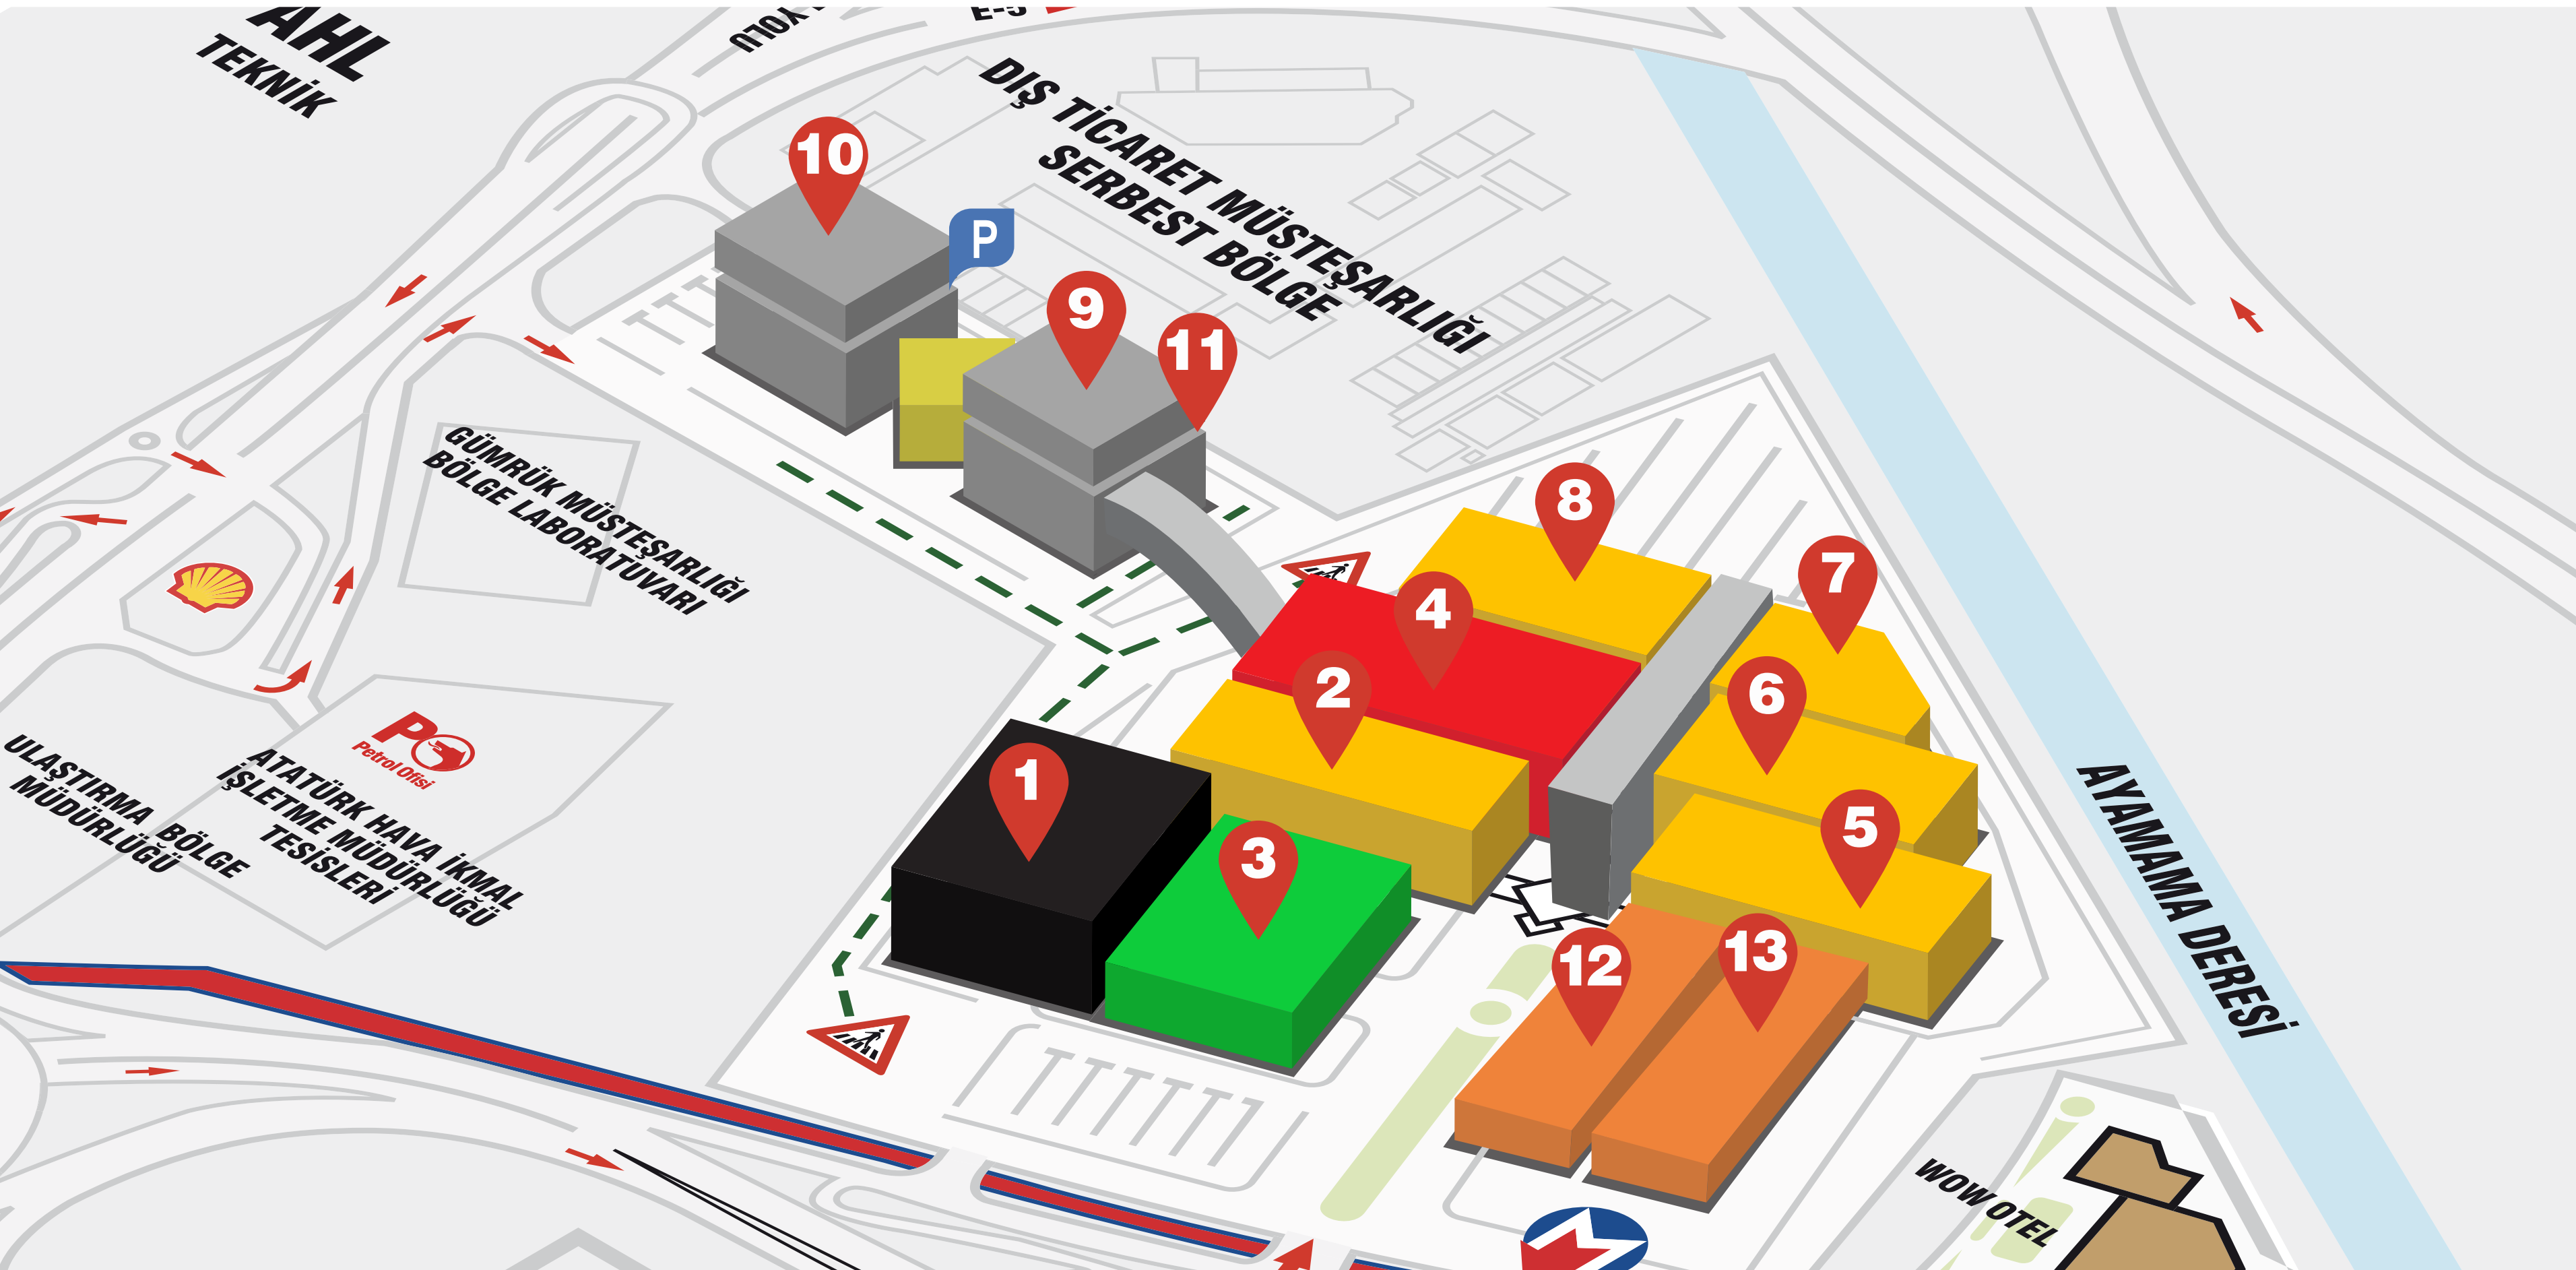 AHL
TEKNİK
E-5
DIŞ TİCARET MÜSTEŞARLIĞI
SERBEST BÖLGE
10
P
9
11
8
7
4
6
2
5
1
3
13
12
GÜMRÜK MÜSTEŞARLIĞI
BÖLGE LABORATUVARI
Petrol Ofisi
ULAŞTIRMA BÖLGE
MÜDÜRLÜĞÜ
ATATÜRK HAVA İKMAL
İŞLETME MÜDÜRLÜĞÜ
TESİSLERİ
AYAMAMA DERESİ
WOW OTEL